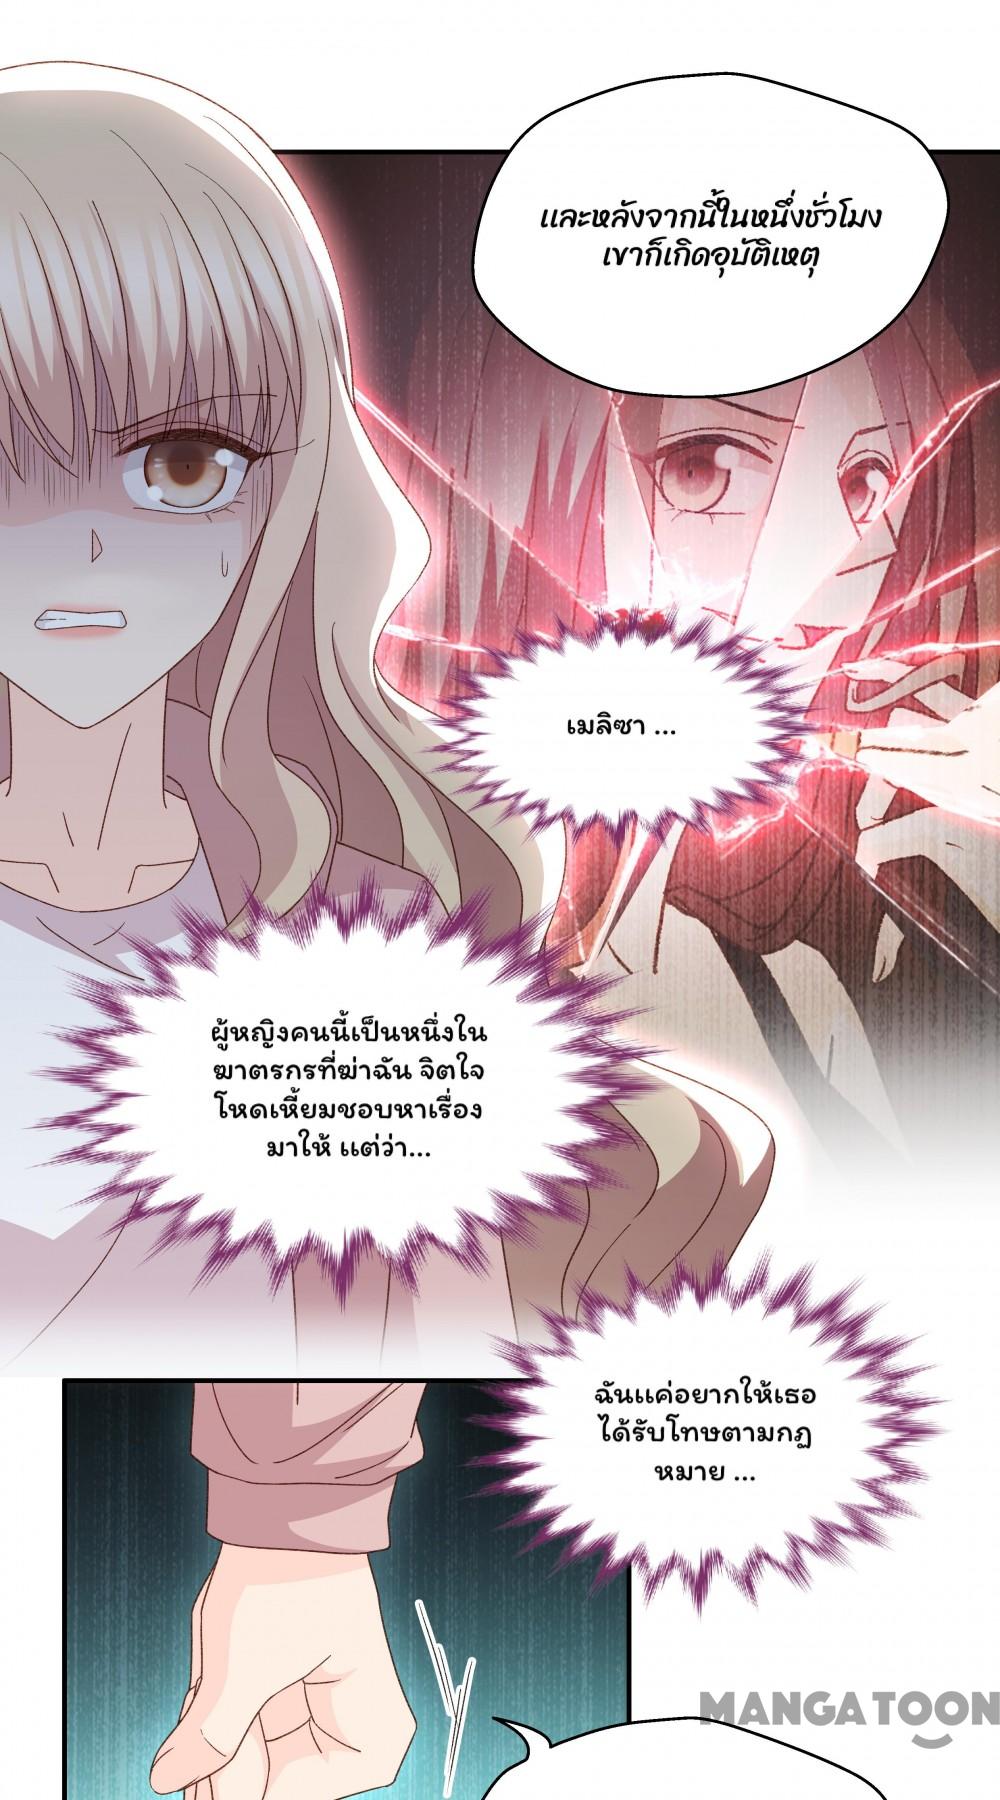 และหลังจากนี้ในหนึ่งชั่วโมง
เขาก็เกิดอุบัติเหตุ
เมลิซา ...
ผู้หญิงคนนี้เป็นหนึ่งใน
ฆาตรกรที่ฆ่าฉัน จิตใจ
โหดเหี้ยมชอบหาเรื่อง
มาให้ แต่ว่า...
ฉันแค่อยากให้เธอ
ได้รับโทษตามกฏ
หมาย ...
MANGATOON